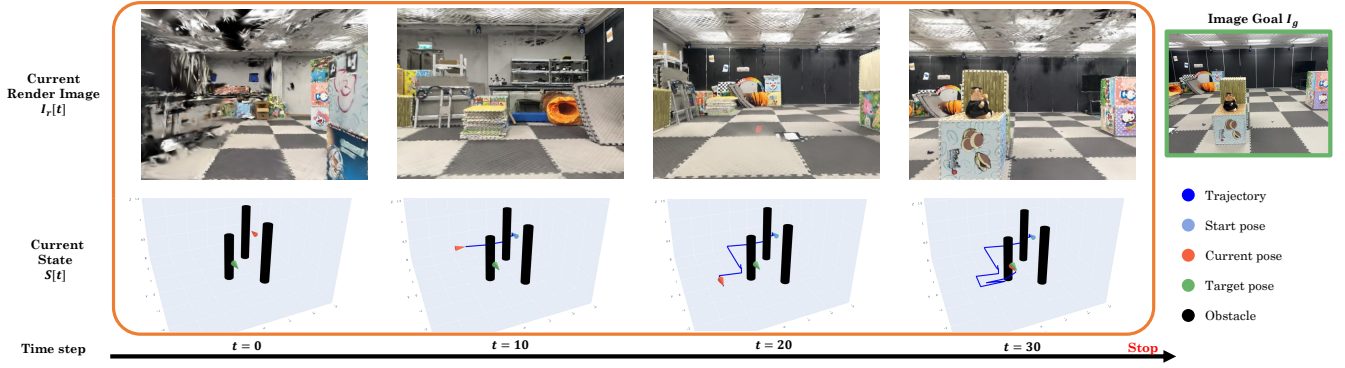 Current
Render Image
I_r[t]
Image Goal I_g
Current
State
S[t]
Trajectory
Start pose
Current pose
Target pose
Obstacle
Time step
t = 0
t = 10
t = 20
t = 30
Stop